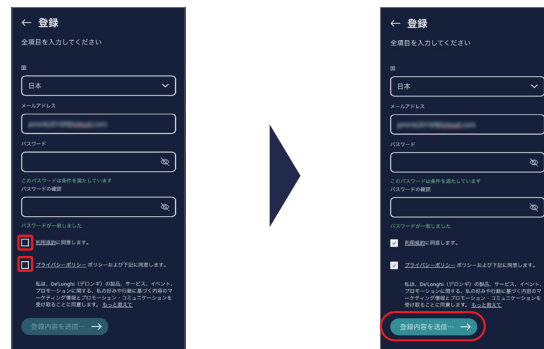 ← 登録
全項目を入力してください
国
日本
メールアドレス
パスワード
このパスワードは条件を満たしています
パスワードの確認
パスワードが一致しました
利用規約に同意します。
プライバシーポリシー ポリシーおよび下記に同意します。
私は、De'Longhi (デロンギ) の製品、サービス、イベント、
プロモーションに関する、私の好みや行動に基づく内容のマ
ーケティング情報とプロモーション・コミュニケーションを
受け取ることに同意します。 もっと教えて
登録内容を送信… →
← 登録
全項目を入力してください
国
日本
メールアドレス
パスワード
このパスワードは条件を満たしています
パスワードの確認
パスワードが一致しました
利用規約に同意します。
プライバシーポリシー ポリシーおよび下記に同意します。
私は、De'Longhi (デロンギ) の製品、サービス、イベント、
プロモーションに関する、私の好みや行動に基づく内容のマ
ーケティング情報とプロモーション・コミュニケーションを
受け取ることに同意します。 もっと教えて
登録内容を送信… →